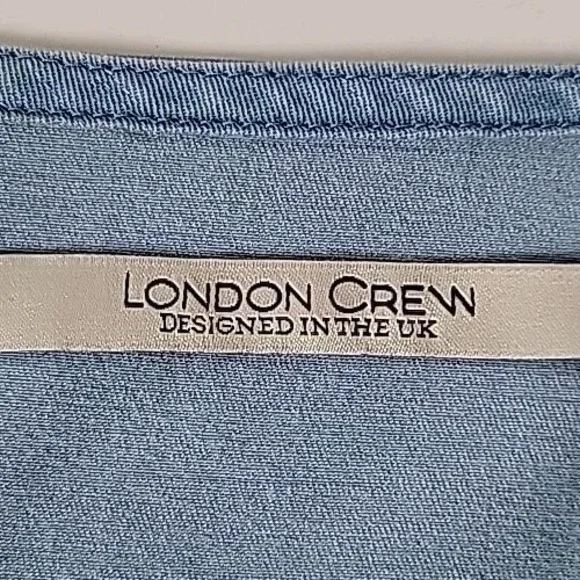 LONDON CREW
DESIGNED IN THE UK